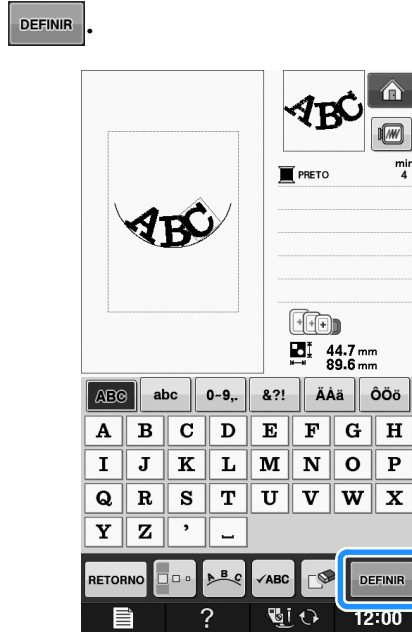 DEFINIR .
ABC
PRETO
min
4
ABC
44.7 mm
89.6 mm
ABC abc 0~9,. &?! ÄÅä ÔÖö
A B C D E F G H
I J K L M N O P
Q R S T U V W X
Y Z ’ _
RETORNO A B C ✓ABC DEFINIR
? 12:00